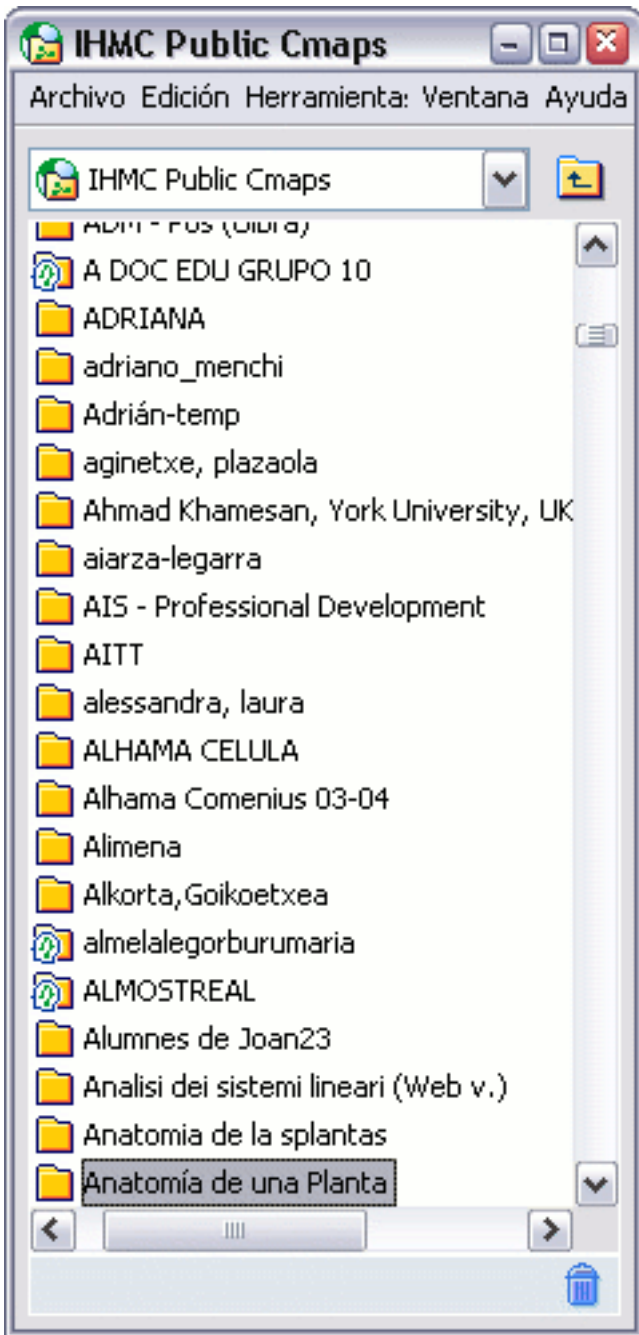 IHMC Public Cmaps
Archivo Edición Herramienta: Ventana Ayuda
IHMC Public Cmaps
ADM - Pos (Ulbra)
A DOC EDU GRUPO 10
ADRIANA
adriano_menchi
Adrián-temp
aginetxe, plazaola
Ahmad Khamesan, York University, UK
aiarza-legarra
AIS - Professional Development
AITT
alessandra, laura
ALHAMA CELULA
Alhama Comenius 03-04
Alimena
Alkorta,Goikoetxea
almelalegorburumaria
ALMOSTREAL
Alumnes de Joan23
Analisi dei sistemi lineari (Web v.)
Anatomia de la splantas
Anatomía de una Planta